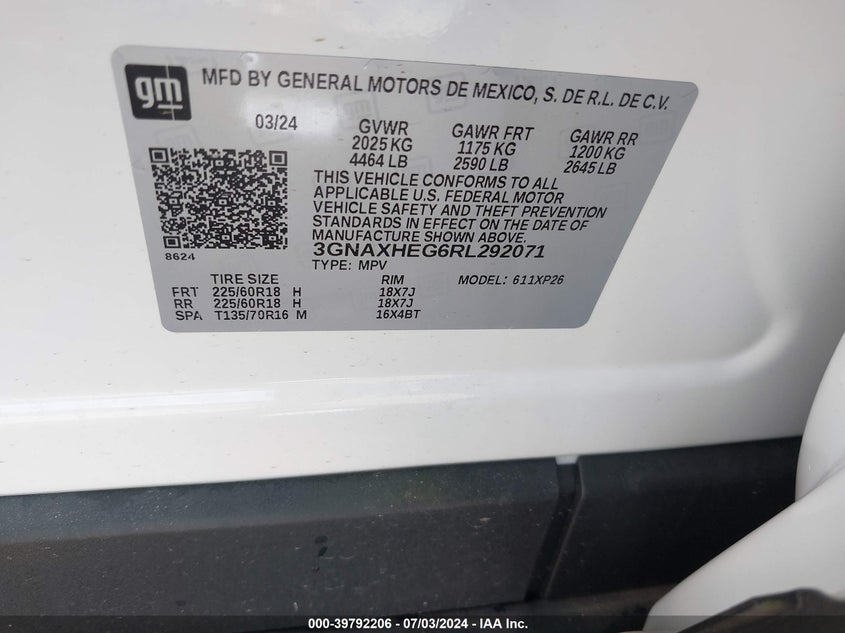 gm
MFD BY GENERAL MOTORS DE MEXICO, S. DE R.L. DE C.V.
03/24 GVWR GAWR FRT GAWR RR
2025 KG 1175 KG 1200 KG
4464 LB 2590 LB 2645 LB
THIS VEHICLE CONFORMS TO ALL
APPLICABLE U.S. FEDERAL MOTOR
VEHICLE SAFETY AND THEFT PREVENTION
STANDARDS IN EFFECT ON THE DATE OF
MANUFACTURE SHOWN ABOVE.
8624 3GNAXHEG6RL292071
TYPE: MPV
TIRE SIZE RIM MODEL: 611XP26
FRT 225/60R18 H 18X7J
RR 225/60R18 H 18X7J
SPA T135/70R16 M 16X4BT
000-39792206 - 07/03/2024 - IAA Inc.